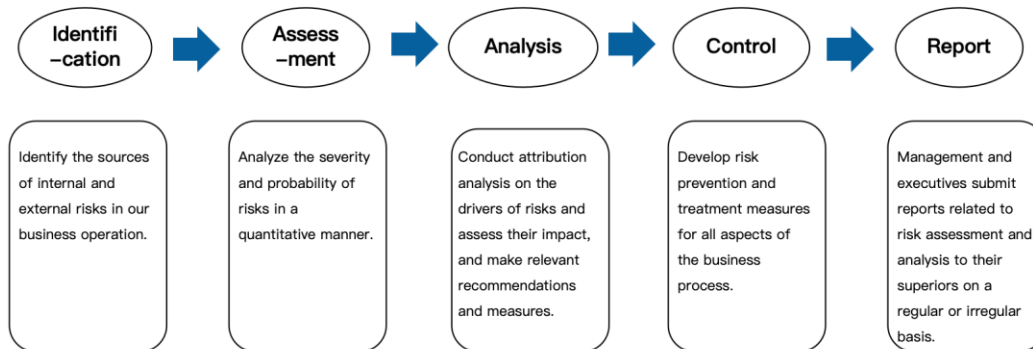 Identifi
-cation
Assess
-ment
Analysis
Control
Report
Identify the sources
of internal and
external risks in our
business operation.
Analyze the severity
and probability of
risks in a
quantitative manner.
Conduct attribution
analysis on the
drivers of risks and
assess their impact,
and make relevant
recommendations
and measures.
Develop risk
prevention and
treatment measures
for all aspects of
the business
process.
Management and
executives submit
reports related to
risk assessment and
analysis to their
superiors on a
regular or irregular
basis.